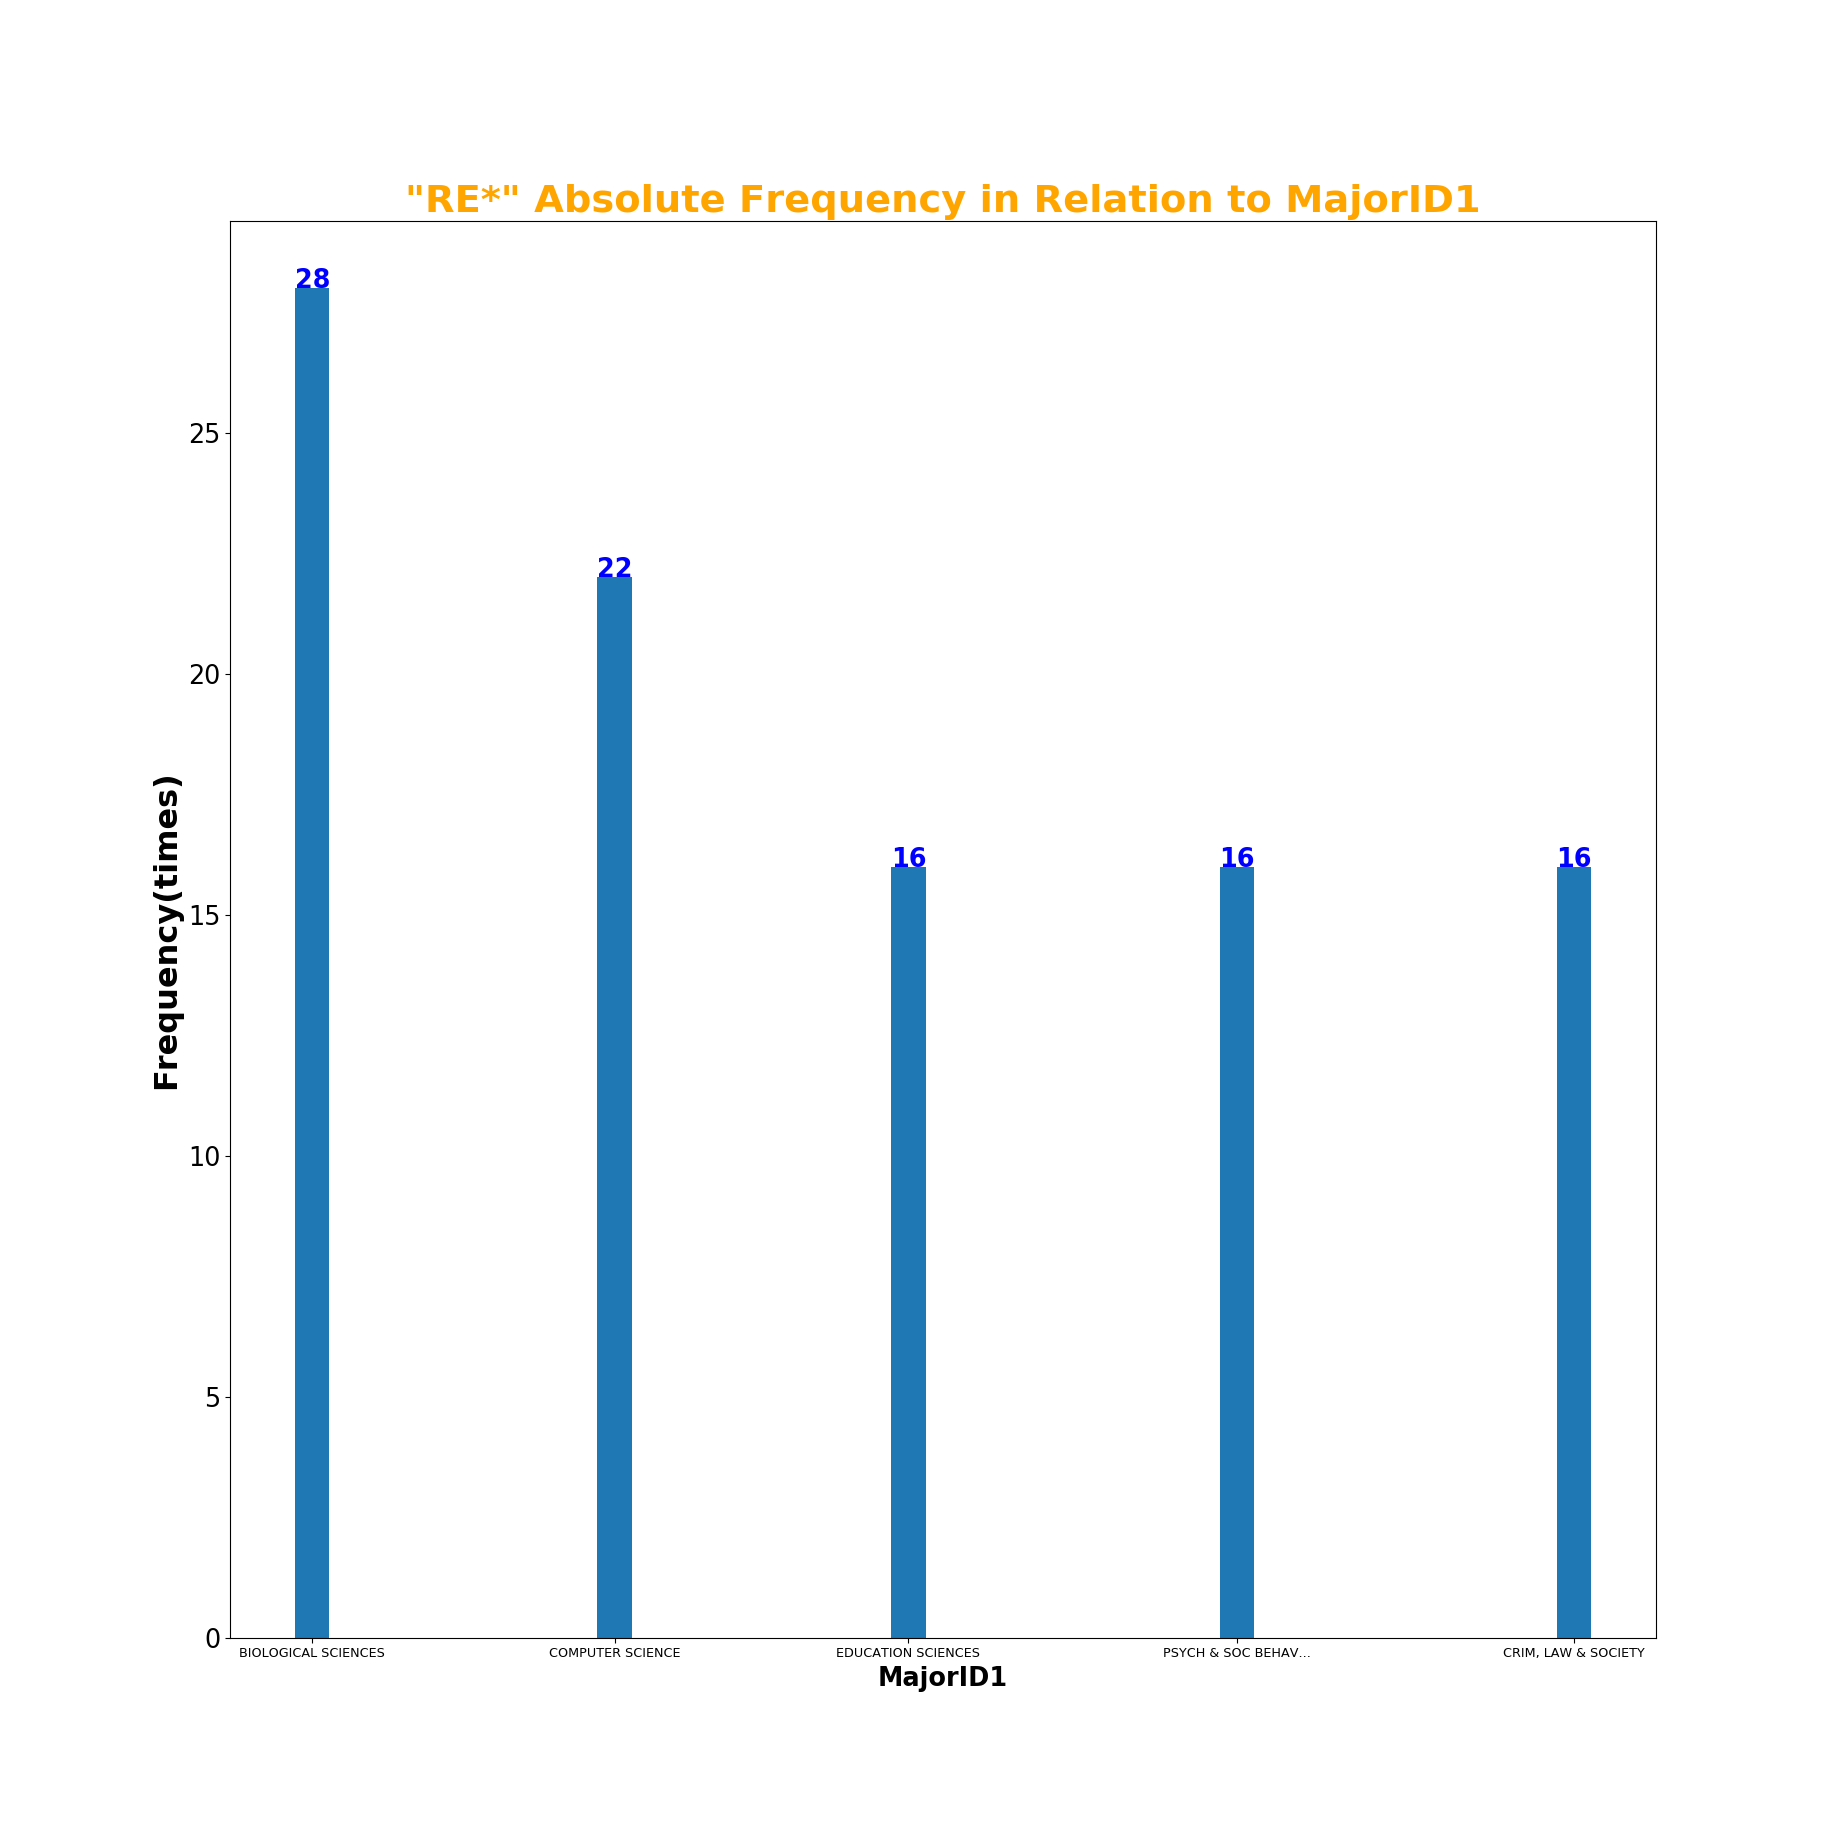 "RE*" Absolute Frequency in Relation to MajorID1
28
25
22
20
16 16 16
15
10
5
0
Frequency(times)
BIOLOGICAL SCIENCES COMPUTER SCIENCE EDUCATION SCIENCES PSYCH & SOC BEHAV... CRIM, LAW & SOCIETY
MajorID1